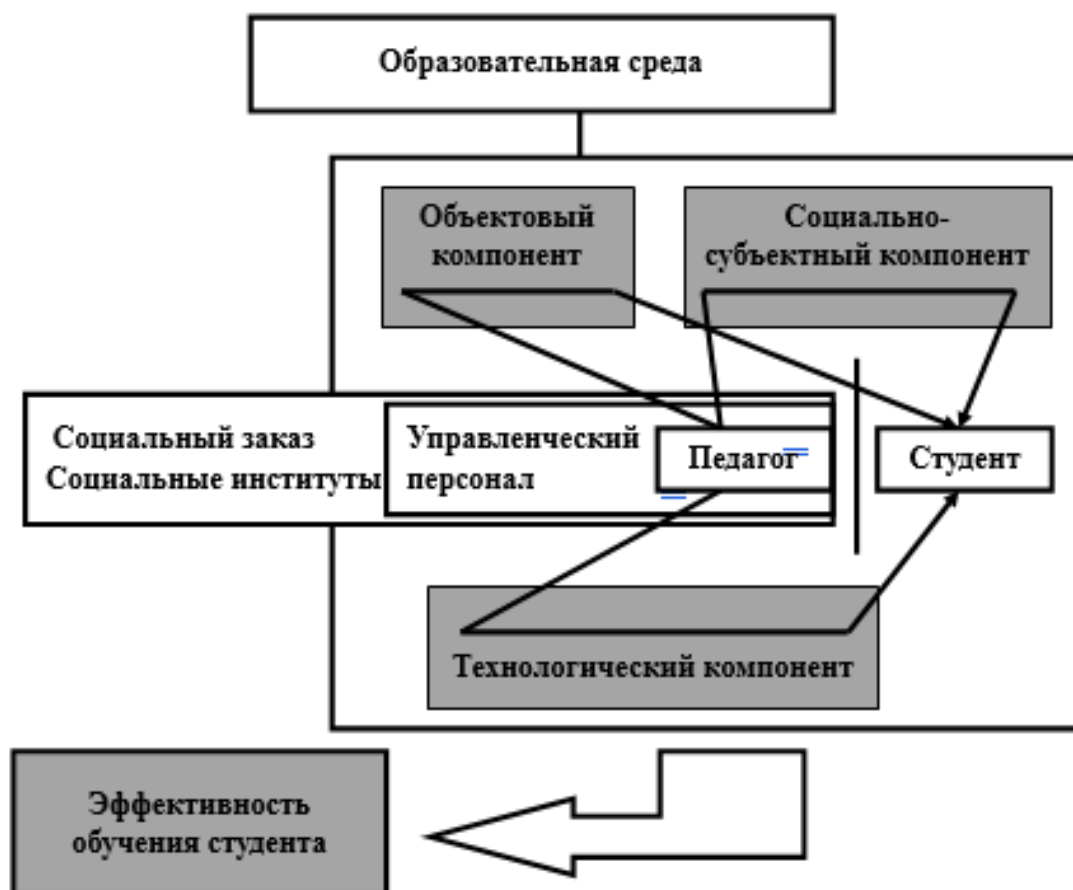 Образовательная среда
Объектовый
компонент
Социально-
субъектный компонент
Социальный заказ
Социальные институты
Управленческий
персонал
Педагог
Студент
Технологический компонент
Эффективность
обучения студента